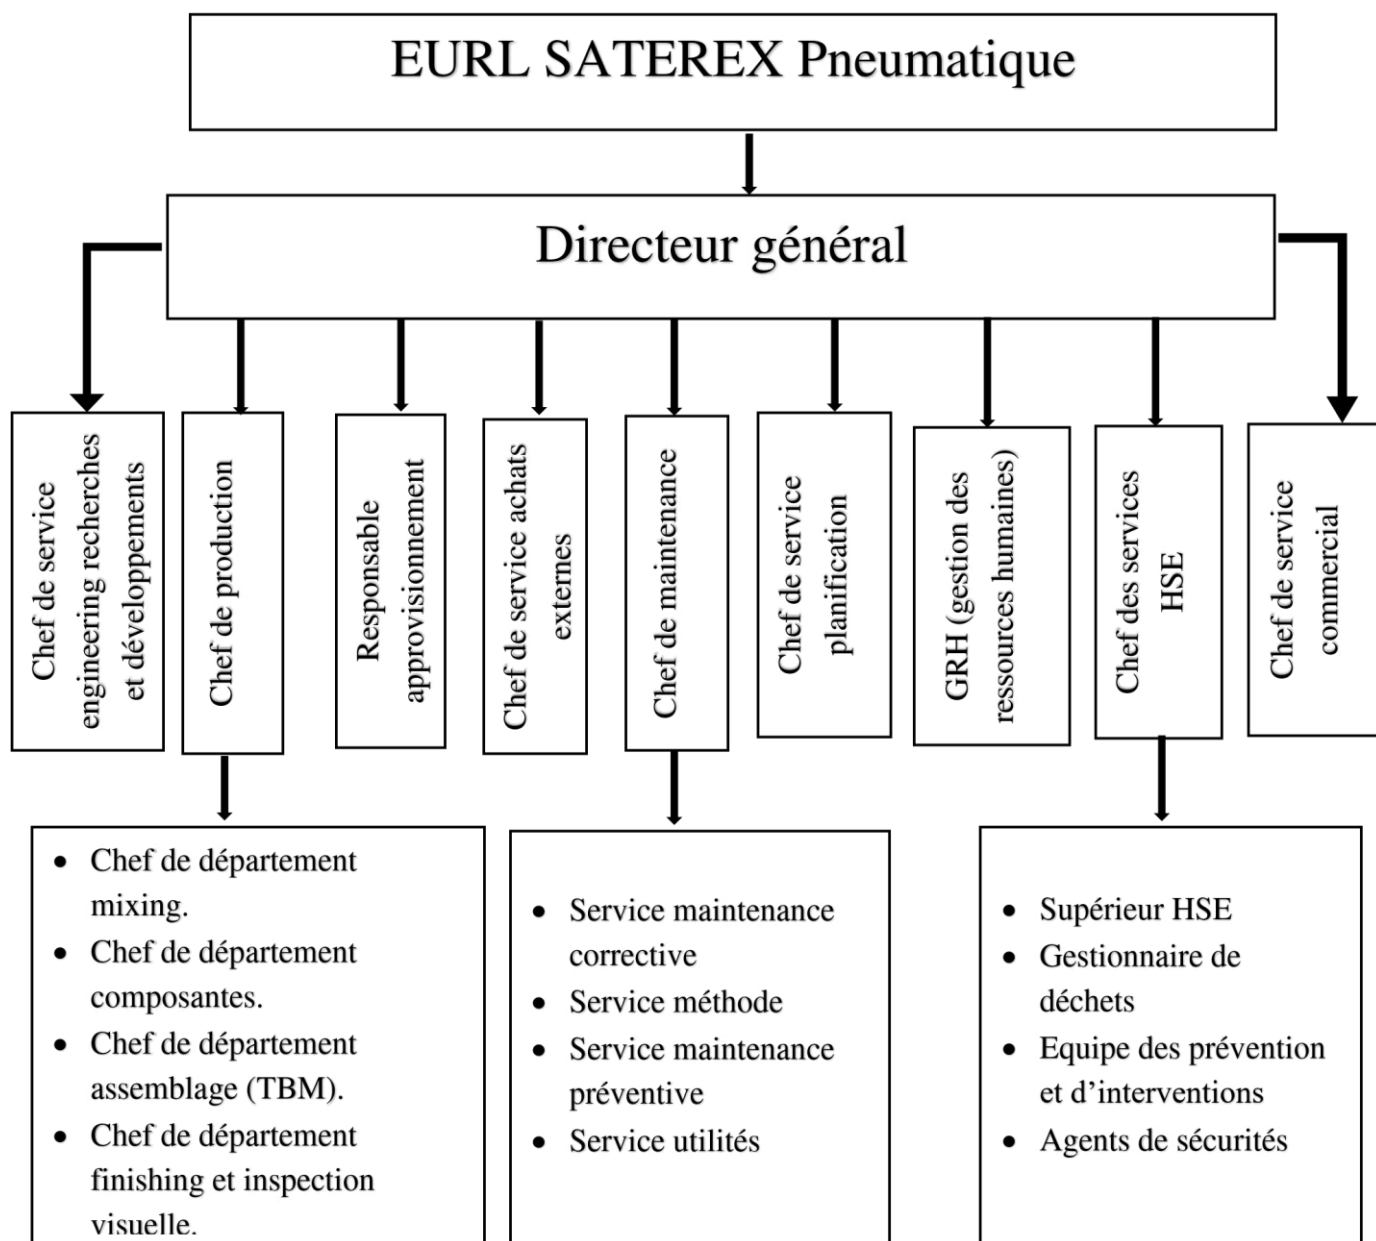 EURL SATEREX Pneumatique
Directeur général
Chef de service
engineering recherches
et développements
Chef de production
Responsable
approvisionnement
Chef de service achats
externes
Chef de maintenance
Chef de service
planification
GRH (gestion des
ressources humaines)
Chef des services
HSE
Chef de service
commercial
• Chef de département
mixing.
• Chef de département
composantes.
• Chef de département
assemblage (TBM).
• Chef de département
finishing et inspection
visuelle.
• Service maintenance
corrective
• Service méthode
• Service maintenance
préventive
• Service utilités
• Supérieur HSE
• Gestionnaire de
déchets
• Equipe des prévention
et d’interventions
• Agents de sécurités